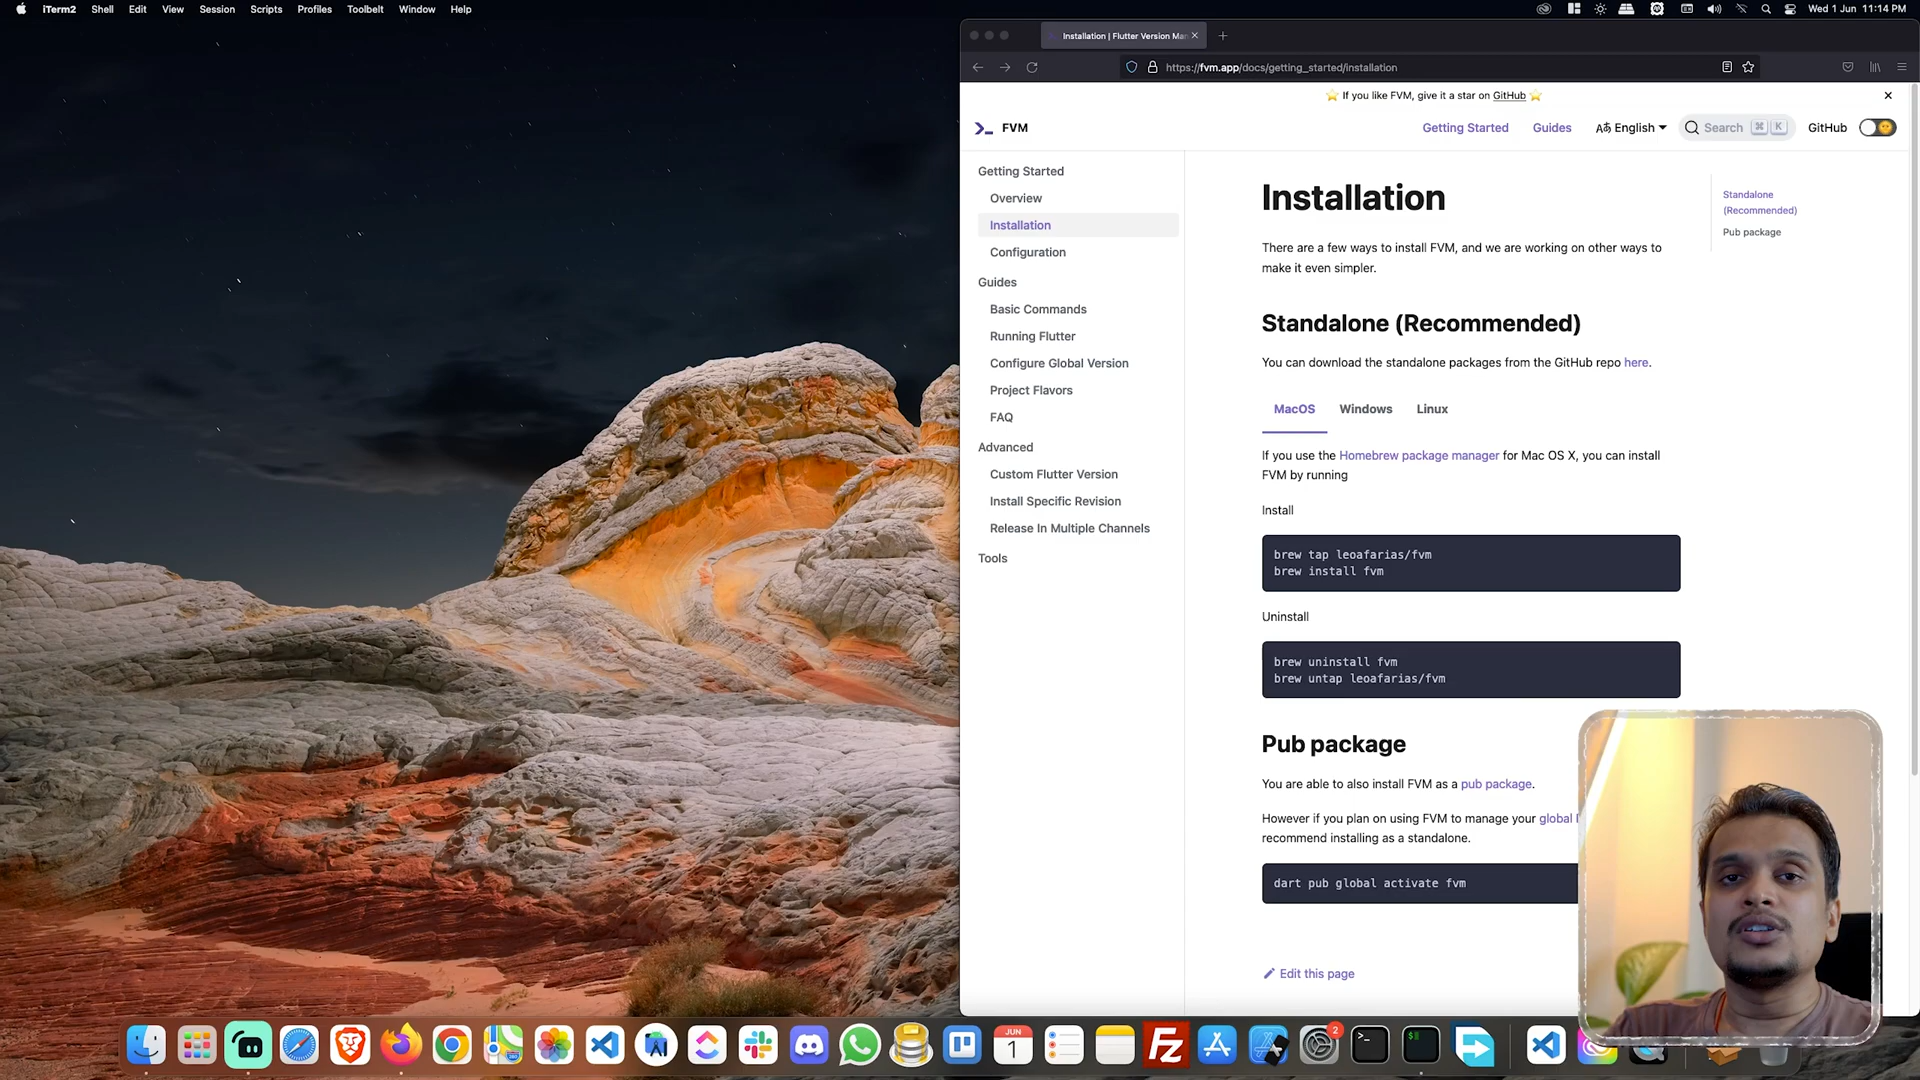 iTerm2 Shell Edit View Session Scripts Profiles Toolbelt Window Help
Wed 1 Jun 11:14 PM
Installation | Flutter Version Man
https://fvm.app/docs/getting_started/installation
⭐ If you like FVM, give it a star on GitHub ⭐
FVM
Getting Started
Guides
English
Search ⌘ K
GitHub
Getting Started
Overview
Installation
Configuration
Guides
Basic Commands
Running Flutter
Configure Global Version
Project Flavors
FAQ
Advanced
Custom Flutter Version
Install Specific Revision
Release In Multiple Channels
Tools
Installation
There are a few ways to install FVM, and we are working on other ways to
make it even simpler.
Standalone (Recommended)
You can download the standalone packages from the GitHub repo here.
MacOS Windows Linux
If you use the Homebrew package manager for Mac OS X, you can install
FVM by running
Install
brew tap leoafarias/fvm
brew install fvm
Uninstall
brew uninstall fvm
brew untap leoafarias/fvm
Pub package
You are able to also install FVM as a pub package.
However if you plan on using FVM to manage your global
recommend installing as a standalone.
dart pub global activate fvm
Edit this page
Standalone
(Recommended)
Pub package
JUN
1
Fz
2